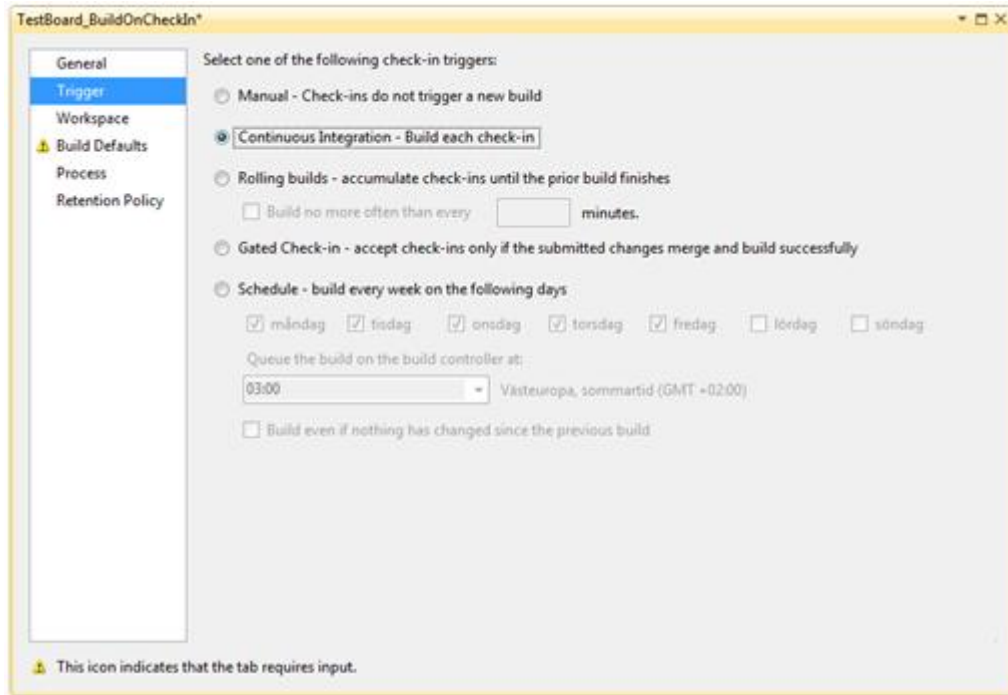 TestBoard_BuildOnCheckIn*
General
Trigger
Workspace
Build Defaults
Process
Retention Policy
Select one of the following check-in triggers:
Manual - Check-ins do not trigger a new build
Continuous Integration - Build each check-in
Rolling builds - accumulate check-ins until the prior build finishes
Build no more often than every minutes.
Gated Check-in - accept check-ins only if the submitted changes merge and build successfully
Schedule - build every week on the following days
måndag tisdag onsdag torsdag fredag lördag söndag
Queue the build on the build controller at:
03:00 Västeuropa, sommartid (GMT +02:00)
Build even if nothing has changed since the previous build
This icon indicates that the tab requires input.